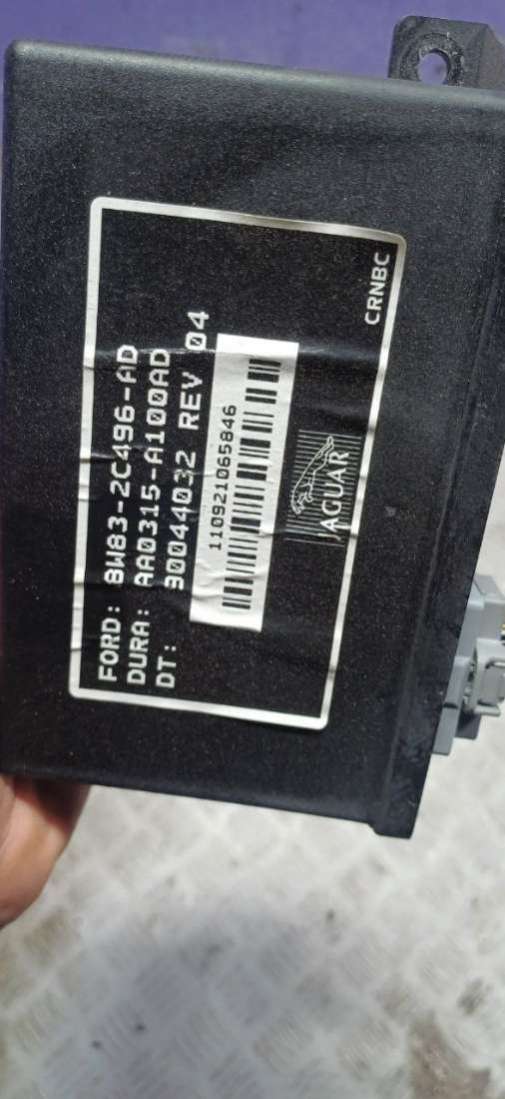 FORD: 8W83-2C496-AD
DURA: AA0315-A100AD
DT: 30044032 REV 04
110921065846
JAGUAR
CRNBC